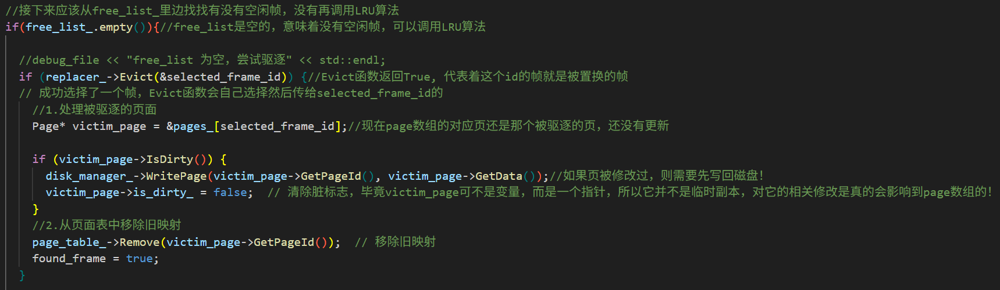 //接下来应该从free_list_里边找找有没有空闲帧，没有再调用LRU算法
if(free_list_.empty()){//free_list是空的，意味着没有空闲帧，可以调用LRU算法
//debug_file << "free_list 为空，尝试驱逐" << std::endl;
if (replacer_->Evict(&selected_frame_id)) {//Evict函数返回True, 代表着这个id的帧就是被置换的帧
// 成功选择了一个帧，Evict函数会自己选择然后传给selected_frame_id的
//1.处理被驱逐的页面
Page* victim_page = &pages_[selected_frame_id];//现在page数组的对应页还是那个被驱逐的页，还没有更新
if (victim_page->IsDirty()) {
disk_manager_->WritePage(victim_page->GetPageId(), victim_page->GetData());//如果页被修改过，则需要先写回磁盘！
victim_page->is_dirty_ = false;  // 清除脏标志，毕竟victim_page可不是变量，而是一个指针，所以它并不是临时副本，对它的相关修改是真的会影响到page数组的！
}
//2.从页面表中移除旧映射
page_table_->Remove(victim_page->GetPageId());  // 移除旧映射
found_frame = true;
}